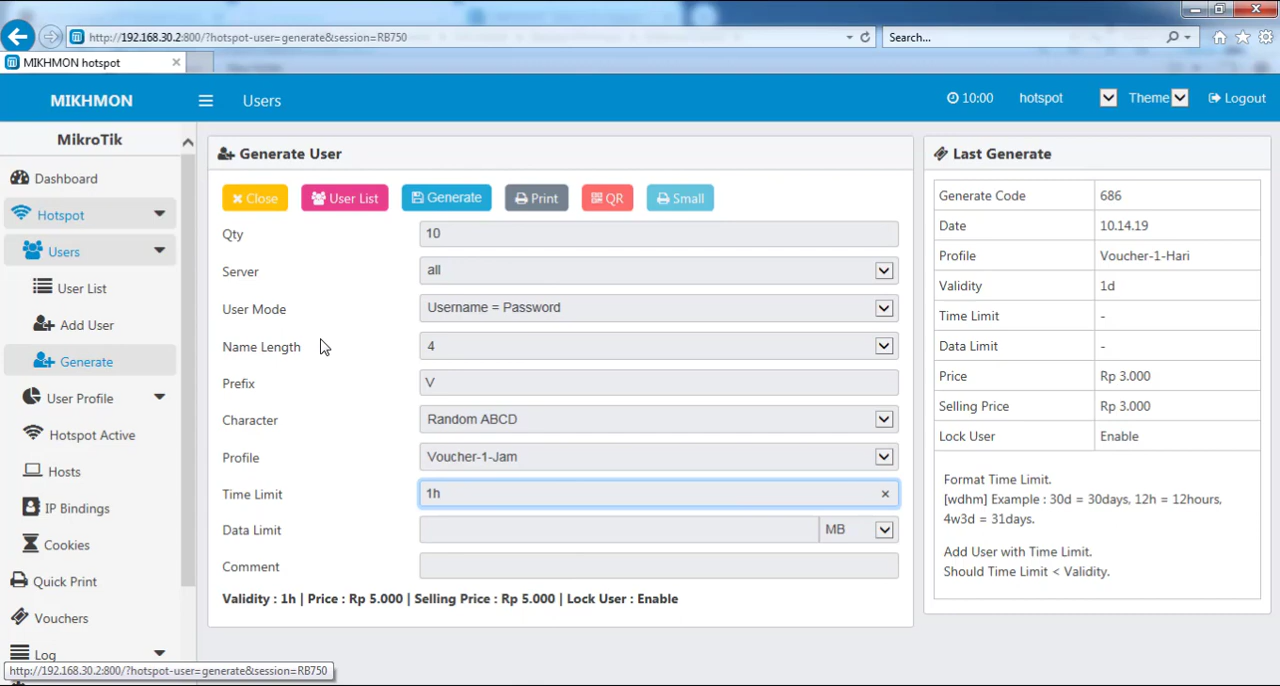 http://192.168.30.2:800/?hotspot-user=generate&session=RB750
Search...
MIKHMON hotspot
MIKHMON
Users
10:00
hotspot
Theme
Logout
MikroTik
Dashboard
Hotspot
Users
User List
Add User
Generate
User Profile
Hotspot Active
Hosts
IP Bindings
Cookies
Quick Print
Vouchers
Log
Generate User
Close
User List
Generate
Print
QR
Small
Qty 10
Server all
User Mode Username = Password
Name Length 4
Prefix V
Character Random ABCD
Profile Voucher-1-Jam
Time Limit 1h
Data Limit MB
Comment
Validity : 1h | Price : Rp 5.000 | Selling Price : Rp 5.000 | Lock User : Enable
Last Generate
Generate Code 686
Date 10.14.19
Profile Voucher-1-Hari
Validity 1d
Time Limit -
Data Limit -
Price Rp 3.000
Selling Price Rp 3.000
Lock User Enable
Format Time Limit.
[wdhm] Example : 30d = 30days, 12h = 12hours,
4w3d = 31days.
Add User with Time Limit.
Should Time Limit < Validity.
http://192.168.30.2:800/?hotspot-user=generate&session=RB750